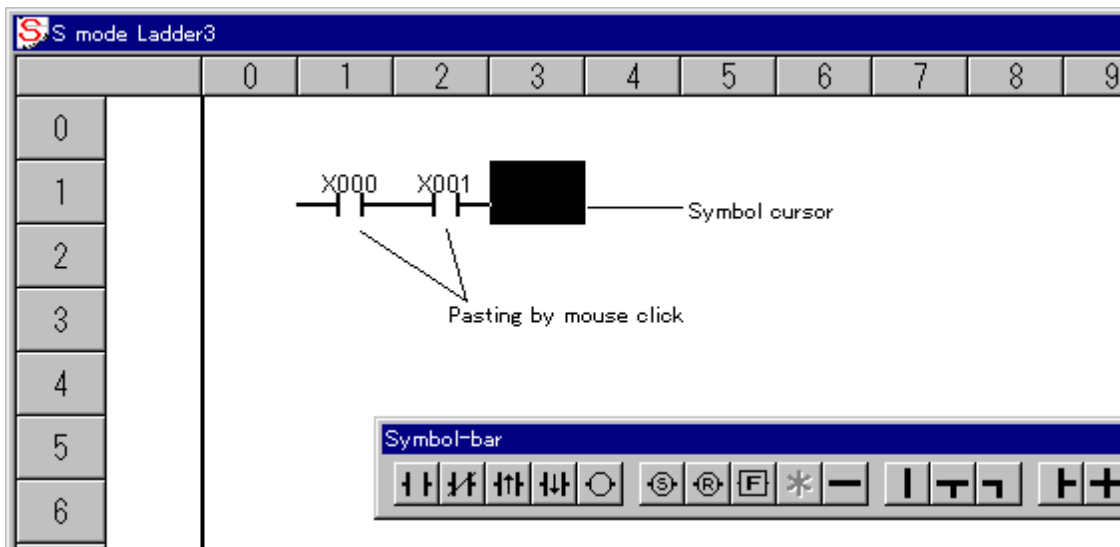 S mode Ladder3
0 1 2 3 4 5 6 7 8 9
0
1
X000 X001
Symbol cursor
2
3
Pasting by mouse click
4
5
Symbol-bar
S R F
6